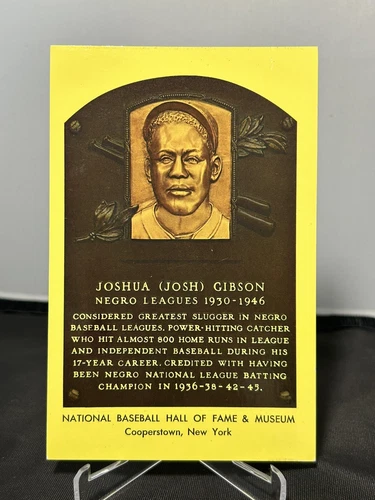 JOSHUA (JOSH) GIBSON
NEGRO LEAGUES 1930-1946
CONSIDERED GREATEST SLUGGER IN NEGRO
BASEBALL LEAGUES. POWER-HITTING CATCHER
WHO HIT ALMOST 800 HOME RUNS IN LEAGUE
AND INDEPENDENT BASEBALL DURING HIS
17-YEAR CAREER. CREDITED WITH HAVING
BEEN NEGRO NATIONAL LEAGUE BATTING
CHAMPION IN 1936-38-42-45.
NATIONAL BASEBALL HALL OF FAME & MUSEUM
Cooperstown, New York